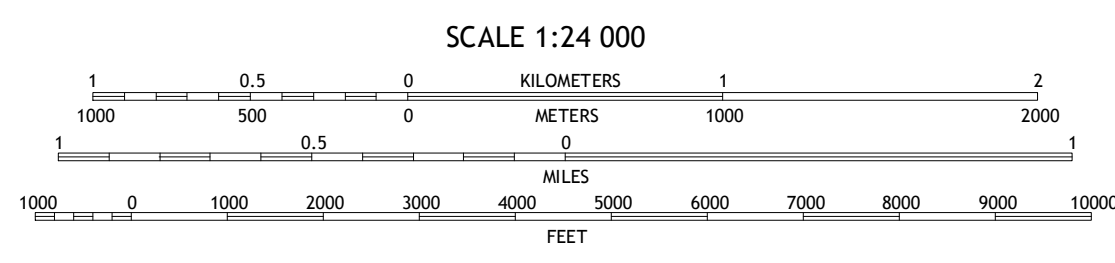 SCALE 1:24 000
1 0.5 0 KILOMETERS 1 2
1000 500 0 METERS 1000 2000
1 0.5 0 1
MILES
1000 0 1000 2000 3000 4000 5000 6000 7000 8000 9000 10000
FEET